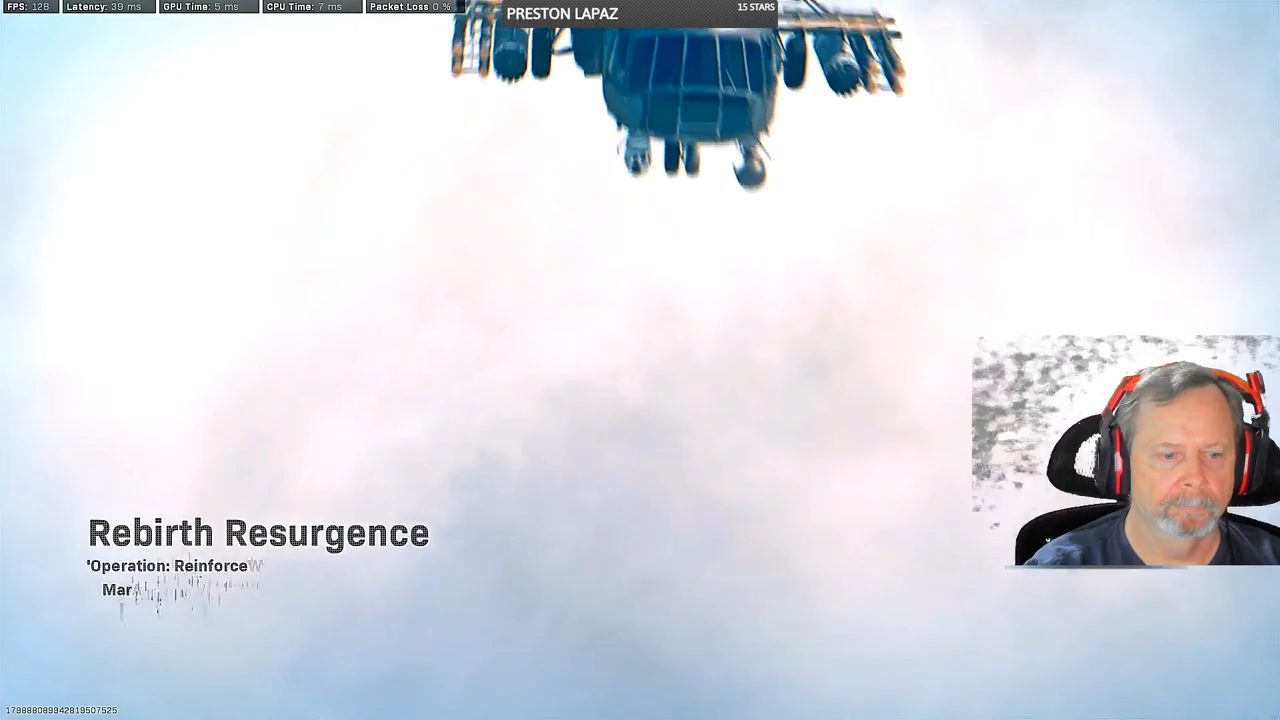 FPS: 128 Latency: 39 ms GPU Time: 5 ms CPU Time: 7 ms Packet Loss 0 %
PRESTON LAPAZ 15 STARS
Rebirth Resurgence
'Operation: Reinforce
Mar
17988808994281950752​5